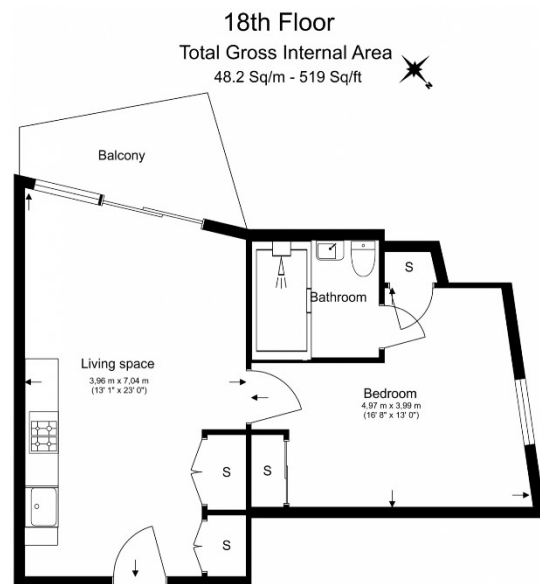 18th Floor
Total Gross Internal Area
48.2 Sq/m - 519 Sq/ft
N
Balcony
S
Bathroom
Living space
3,96 m x 7,04 m
(13' 1" x 23' 0")
Bedroom
4,97 m x 3,99 m
(16' 8" x 13' 0")
S
S
S